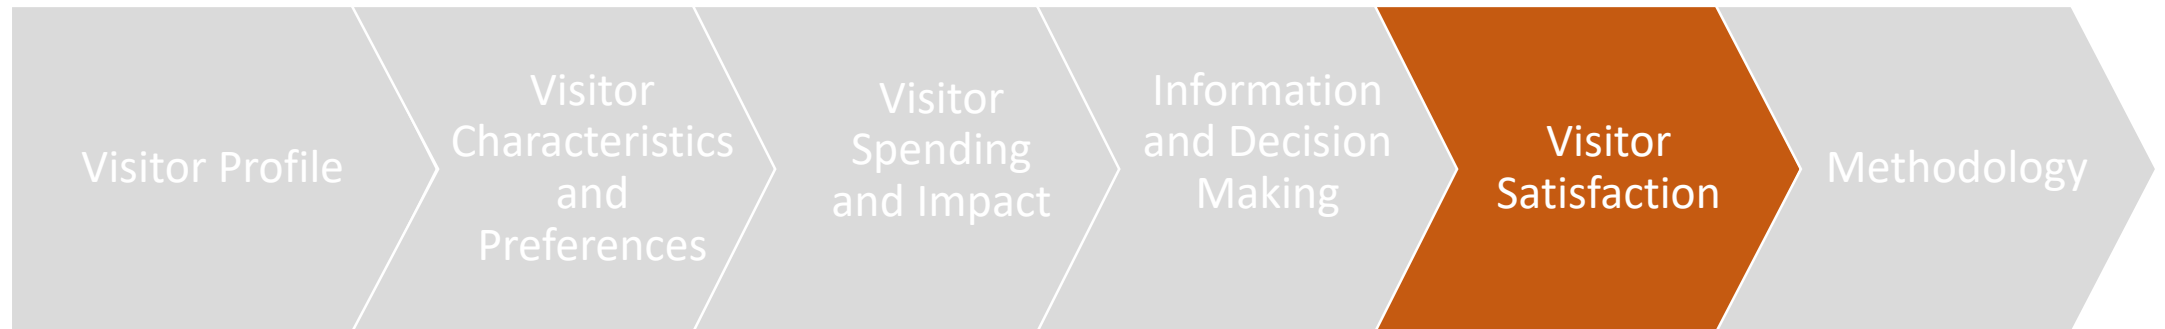 Visitor Profile
Visitor
Characteristics
and
Preferences
Visitor
Spending
and Impact
Information
and Decision
Making
Visitor
Satisfaction
Methodology